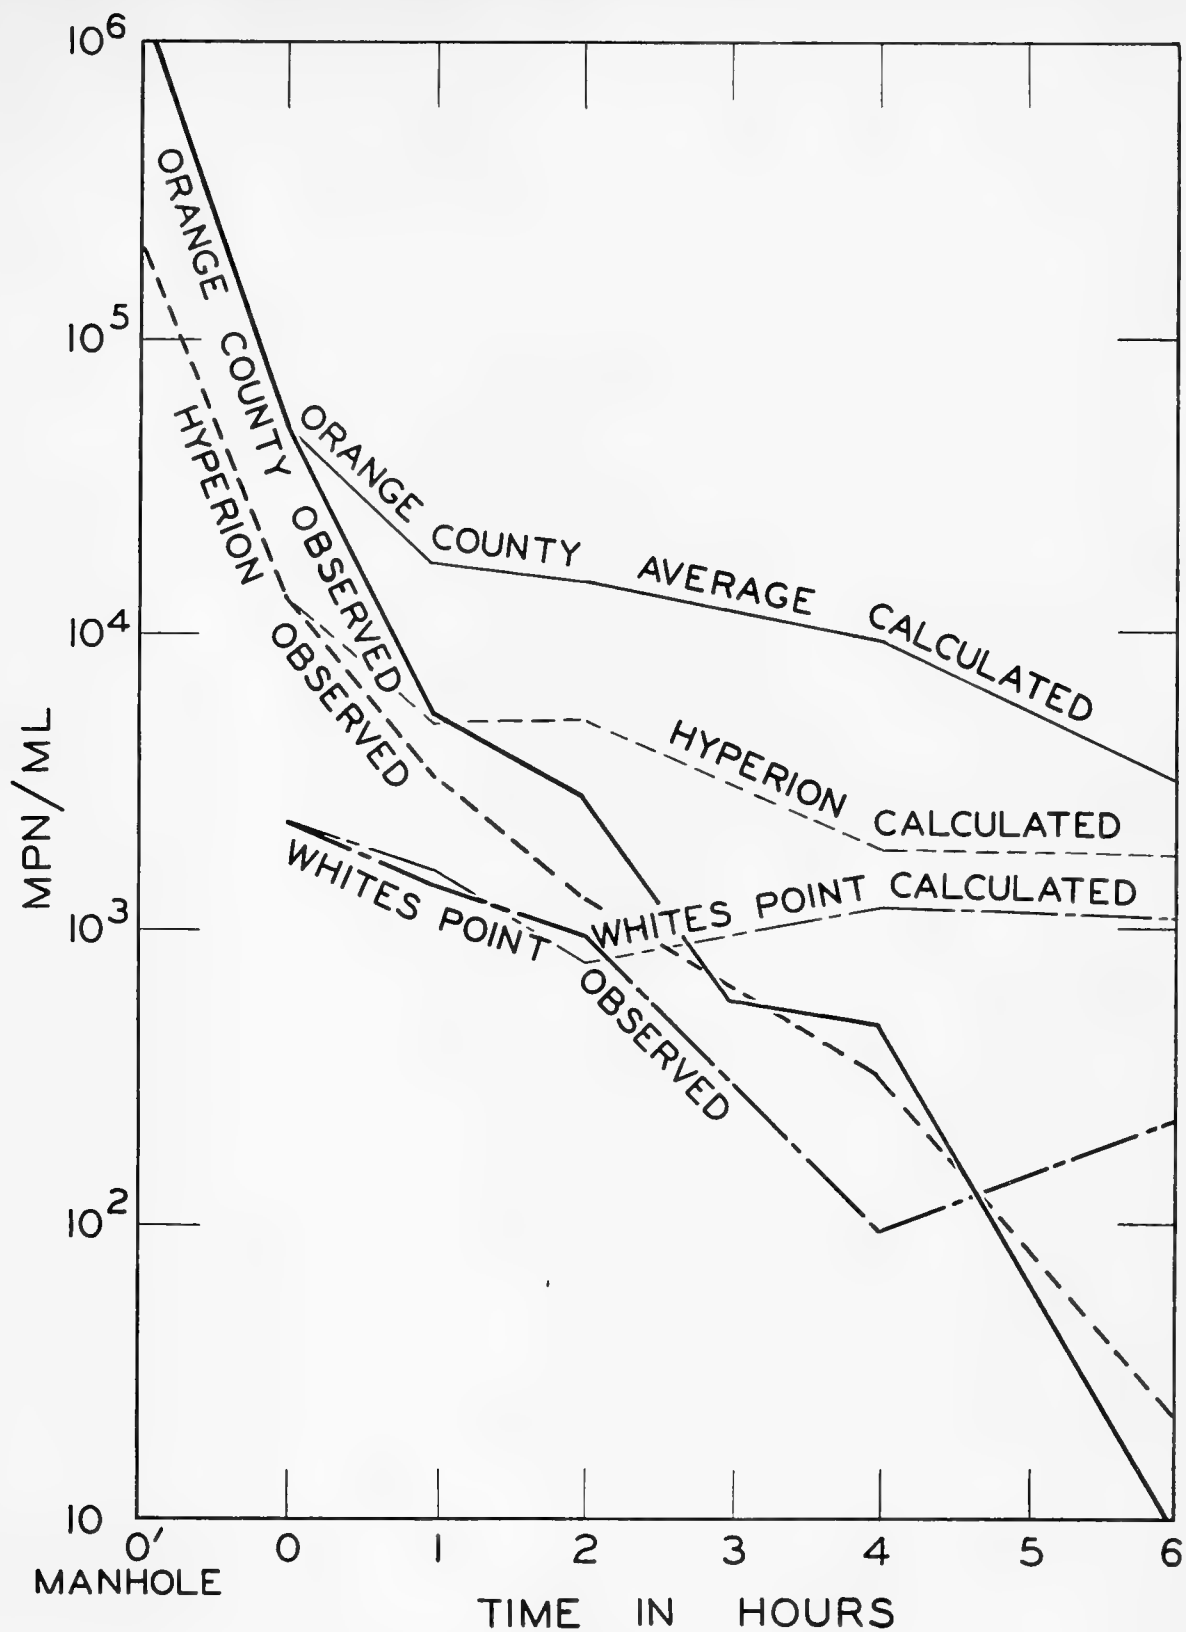 10⁶
10⁵
10⁴
10³
10²
10
MPN/ML
ORANGE COUNTY OBSERVED
HYPERION OBSERVED
ORANGE COUNTY AVERAGE CALCULATED
HYPERION CALCULATED
WHITES POINT CALCULATED
WHITES POINT OBSERVED
0' 0 1 2 3 4 5 6
MANHOLE
TIME IN HOURS